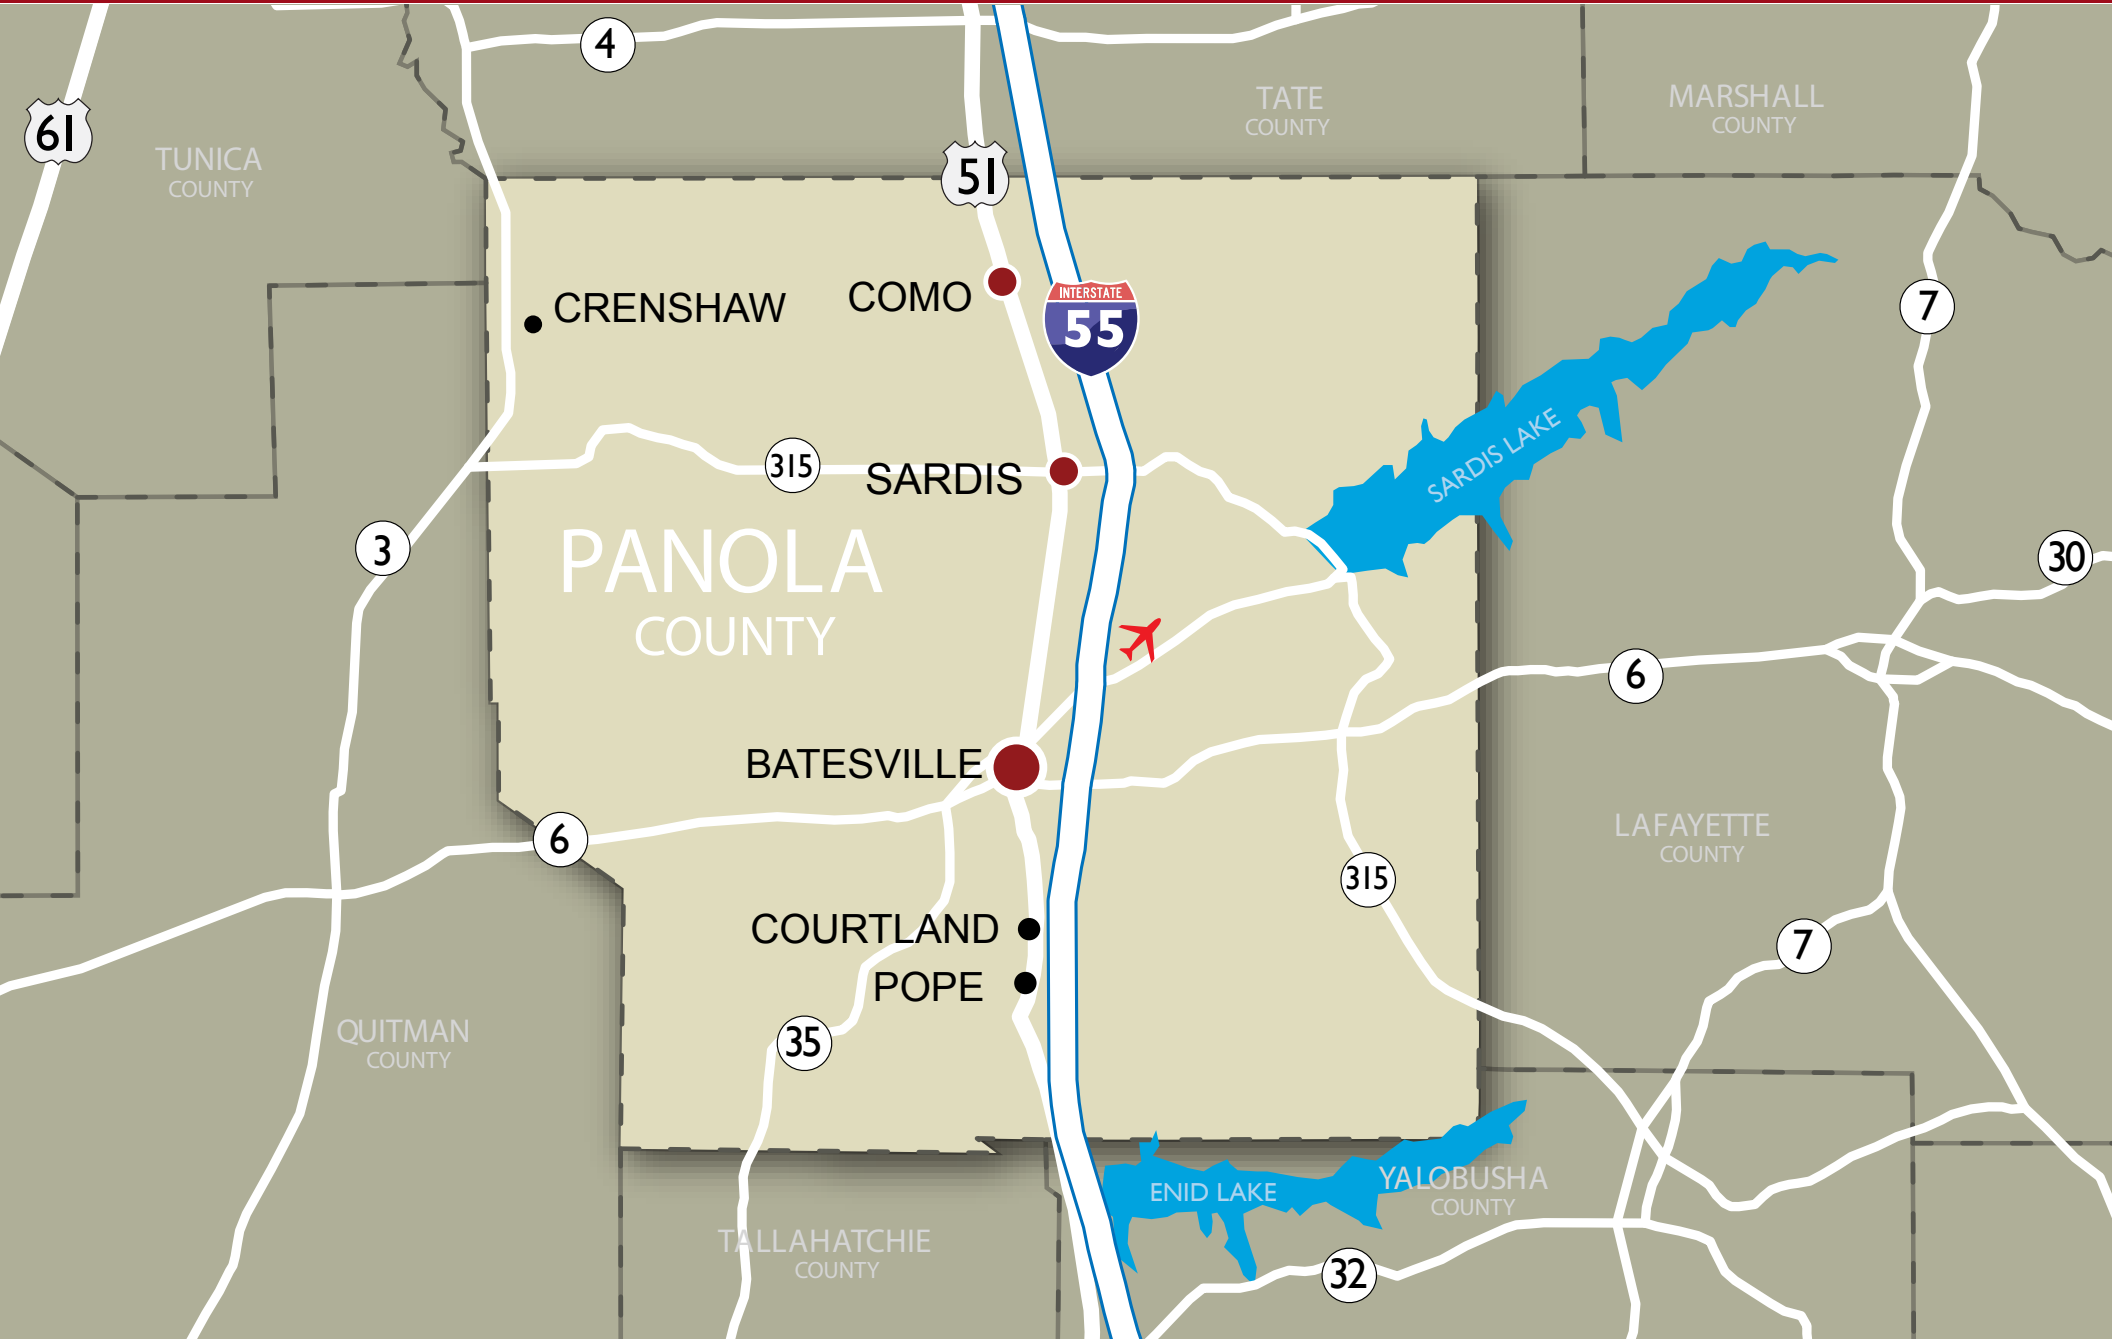 4
61
TUNICA
COUNTY
TATE
COUNTY
MARSHALL
COUNTY
51
CRENSHAW
COMO
INTERSTATE
55
7
315
SARDIS
SARDIS LAKE
3
PANOLA
COUNTY
30
6
BATESVILLE
6
LAFAYETTE
COUNTY
315
COURTLAND
7
POPE
QUITMAN
COUNTY
35
ENID LAKE
YALOBUSHA
COUNTY
TALLAHATCHIE
COUNTY
32